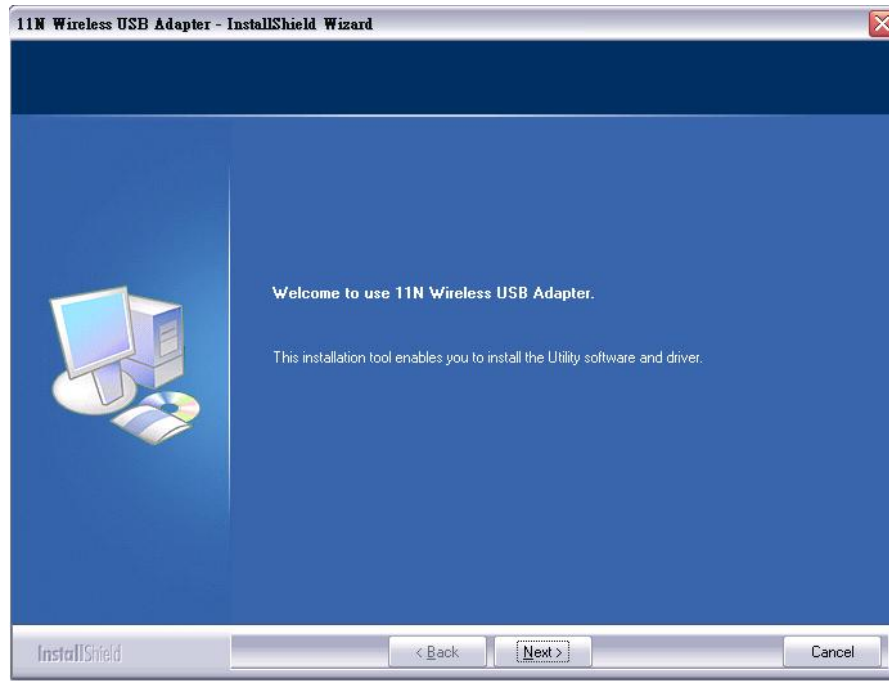 11N Wireless USB Adapter - InstallShield Wizard
Welcome to use 11N Wireless USB Adapter.
This installation tool enables you to install the Utility software and driver.
InstallShield
< Back
Next >
Cancel